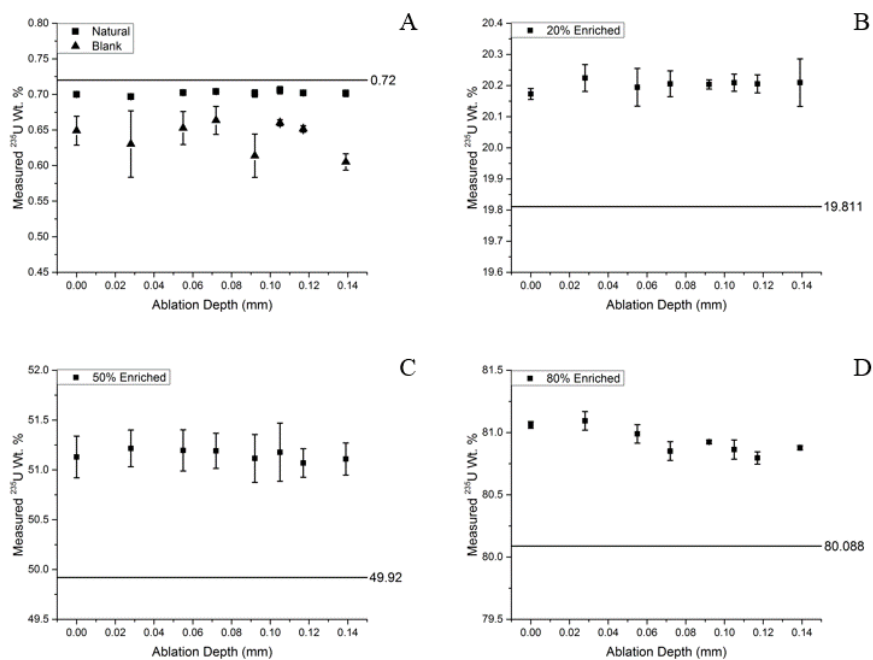 A
Natural
Blank
0.72
Measured ²³⁵U Wt. %
0.80
0.75
0.70
0.65
0.60
0.55
0.50
0.45
0.00 0.02 0.04 0.06 0.08 0.10 0.12 0.14
Ablation Depth (mm)
B
20% Enriched
19.811
Measured ²³⁵U Wt. %
20.4
20.3
20.2
20.1
20.0
19.9
19.8
19.7
19.6
0.00 0.02 0.04 0.06 0.08 0.10 0.12 0.14
Ablation Depth (mm)
C
50% Enriched
49.92
Measured ²³⁵U Wt. %
52.0
51.5
51.0
50.5
50.0
49.5
0.00 0.02 0.04 0.06 0.08 0.10 0.12 0.14
Ablation Depth (mm)
D
80% Enriched
80.088
Measured ²³⁵U Wt. %
81.5
81.0
80.5
80.0
79.5
0.00 0.02 0.04 0.06 0.08 0.10 0.12 0.14
Ablation Depth (mm)